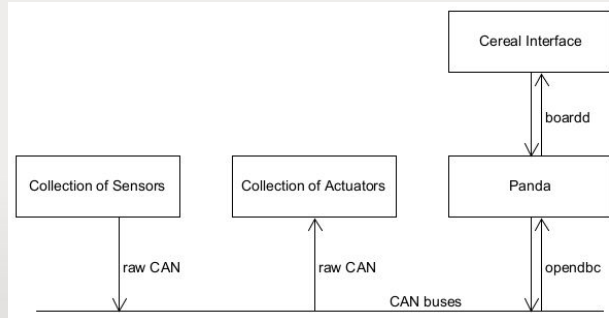 Cereal Interface
boardd
Collection of Sensors
Collection of Actuators
Panda
raw CAN
raw CAN
opendbc
CAN buses